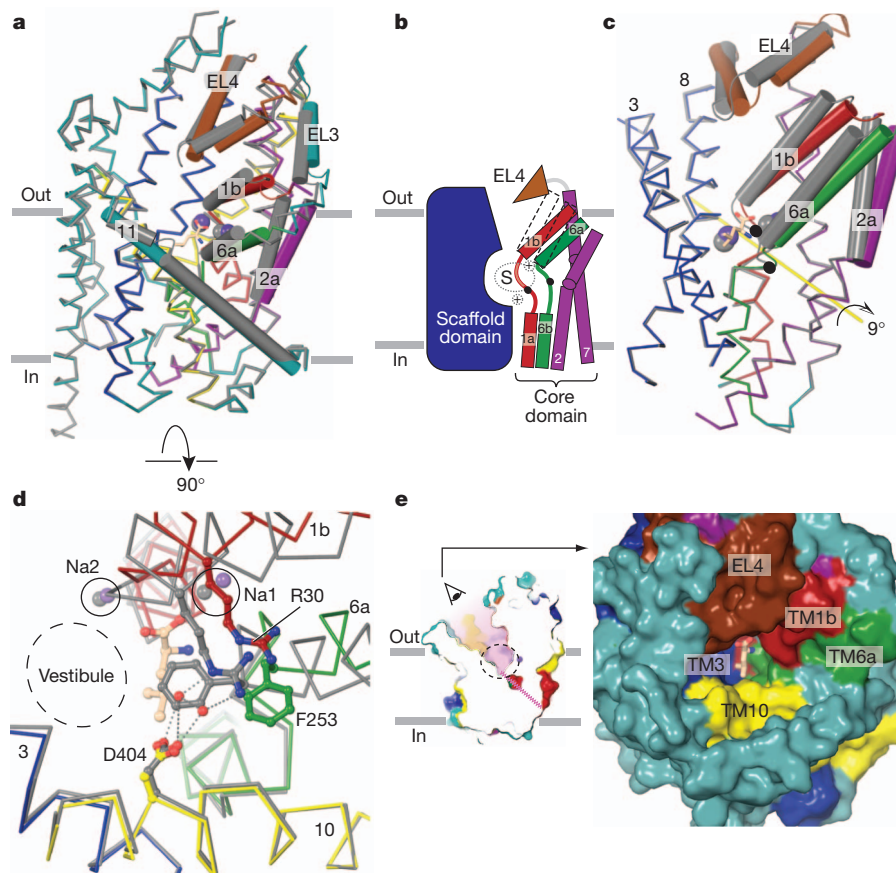 a
EL4
EL3
Out
1b
11
6a
2a
In
90°
b
EL4
Out
1b
6a
S
Scaffold
domain
In
1a
6b
2
7
Core
domain
c
EL4
8
3
1b
6a
2a
9°
d
1b
Na2
Na1
R30
6a
Vestibule
F253
D404
3
10
e
Out
In
EL4
TM1b
TM3
TM6a
TM10